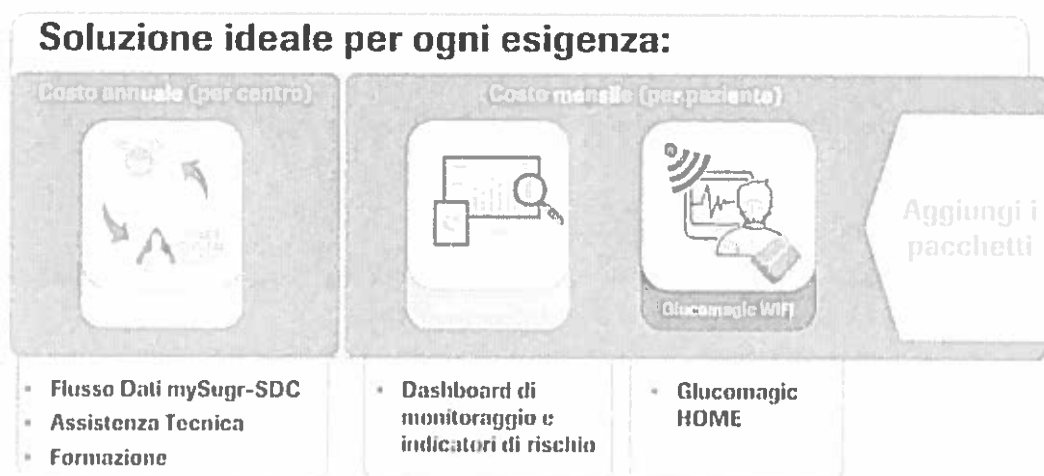 Soluzione ideale per ogni esigenza:
Costo annuale (per centro)
Costo mensile (per paziente)
Aggiungi i
pacchetti
Glucomagic WIFI
Flusso Dati mySugr-SDC
Assistenza Tecnica
Formazione
Dashboard di
monitoraggio e
indicatori di rischio
Glucomagic
HOME